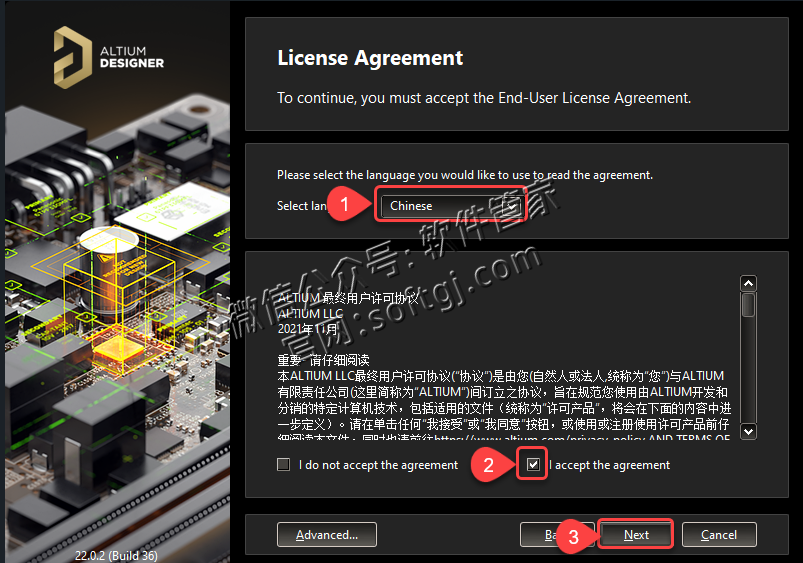 ALTIUM
DESIGNER
License Agreement
To continue, you must accept the End-User License Agreement.
Please select the language you would like to use to read the agreement.
Select lan
1
Chinese
微信公众号：软件管家
官网：softgj.com
ALTIUM 最终用户许可协议
ALTIUM LLC
2021年11月
重要 - 请仔细阅读
本ALTIUM LLC最终用户许可协议(“协议”)是由您(自然人或法人,统称为“您”)与ALTIUM
有限责任公司(这里简称为“ALTIUM”)间订立之协议，旨在规范您使用由ALTIUM开发和
分销的特定计算机技术，包括适用的文件（统称为“许可产品”，将会在下面的内容中进
一步定义）。请在单击任何“我接受”或“我同意”按钮，或使用或注册使用许可产品前仔
细阅读本文件；同时也请前往https://www.altium.com/privacy-policy AND TERMS OF
I do not accept the agreement
2
I accept the agreement
Advanced...
Ba
3
Next
Cancel
22.0.2 (Build 36)